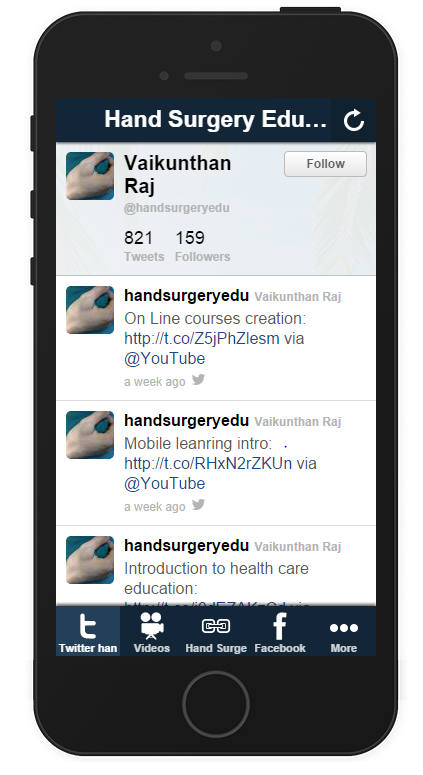 Hand Surgery Edu...
Vaikunthan
Raj
Follow
@handsurgeryedu
821 159
Tweets Followers
handsurgeryedu Vaikunthan Raj
On Line courses creation:
http://t.co/Z5jPhZlesm via
@YouTube
a week ago
handsurgeryedu Vaikunthan Raj
Mobile leanring intro:
http://t.co/RHxN2rZKUn via
@YouTube
a week ago
handsurgeryedu Vaikunthan Raj
Introduction to health care
education:
Twitter han Videos Hand Surge Facebook More